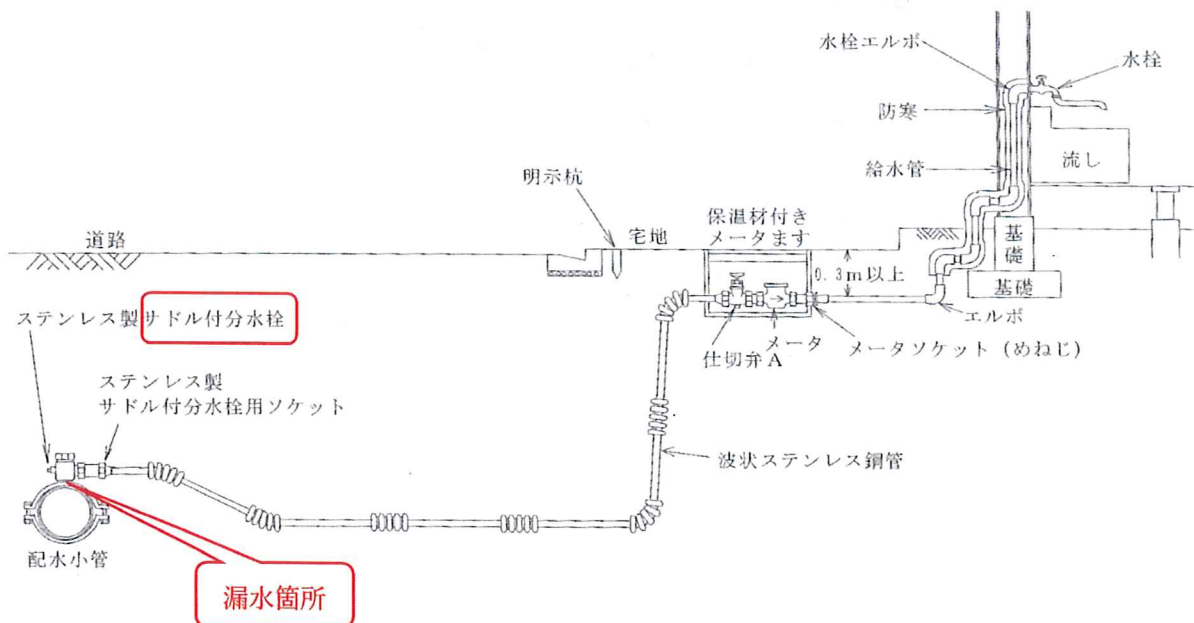 水栓エルボ
水栓
防寒
流し
給水管
明示杭
保温材付き
メータます
道路
宅地
基礎
0.3m以上
基礎
ステンレス製サドル付分水栓
エルボ
メータ
メータソケット(めねじ)
仕切弁A
ステンレス製
サドル付分水栓用ソケット
波状ステンレス鋼管
配水小管
漏水箇所